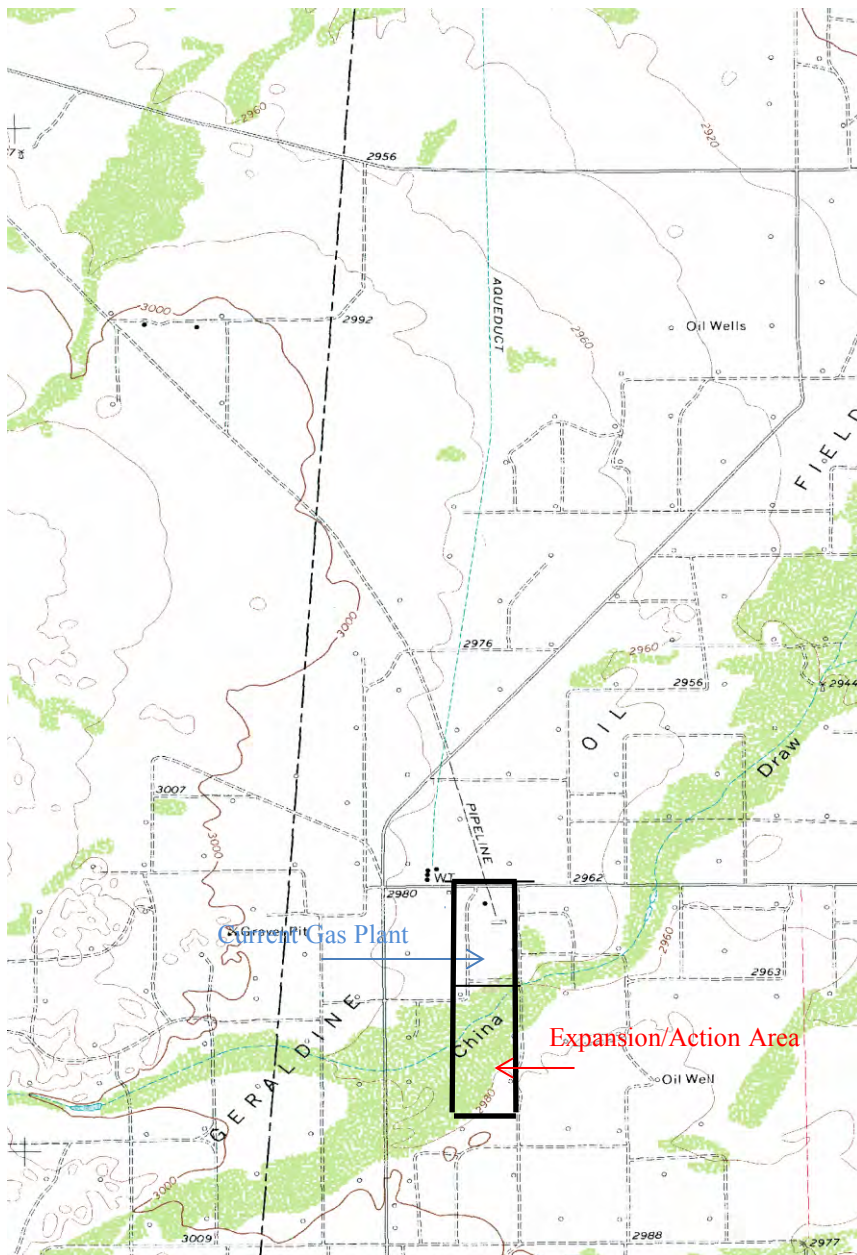 2960
2920
2956
3000
2992
AQUEDUCT
2960
Oil Wells
FIELD
3000
2976
2960
2956
2944
OIL
Draw
3007
3000
PIPELINE
WT
2980
2962
Gravel Pit
Current Gas Plant
2960
2963
GERALDINE
China
Expansion/Action Area
2980
Oil Well
3000
3009
2988
2977